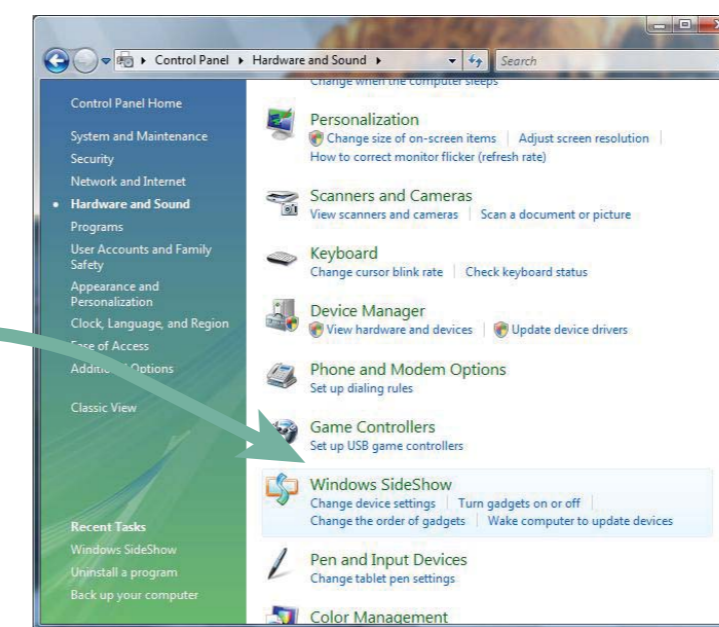 Control Panel Hardware and Sound Search
Control Panel Home
System and Maintenance
Security
Network and Internet
Hardware and Sound
Programs
User Accounts and Family
Safety
Appearance and
Personalization
Clock, Language, and Region
Ease of Access
Additional Options
Classic View
Recent Tasks
Windows SideShow
Uninstall a program
Back up your computer
Change when the computer sleeps
Personalization
Change size of on-screen items Adjust screen resolution
How to correct monitor flicker (refresh rate)
Scanners and Cameras
View scanners and cameras Scan a document or picture
Keyboard
Change cursor blink rate Check keyboard status
Device Manager
View hardware and devices Update device drivers
Phone and Modem Options
Set up dialing rules
Game Controllers
Set up USB game controllers
Windows SideShow
Change device settings Turn gadgets on or off
Change the order of gadgets Wake computer to update devices
Pen and Input Devices
Change tablet pen settings
Color Management